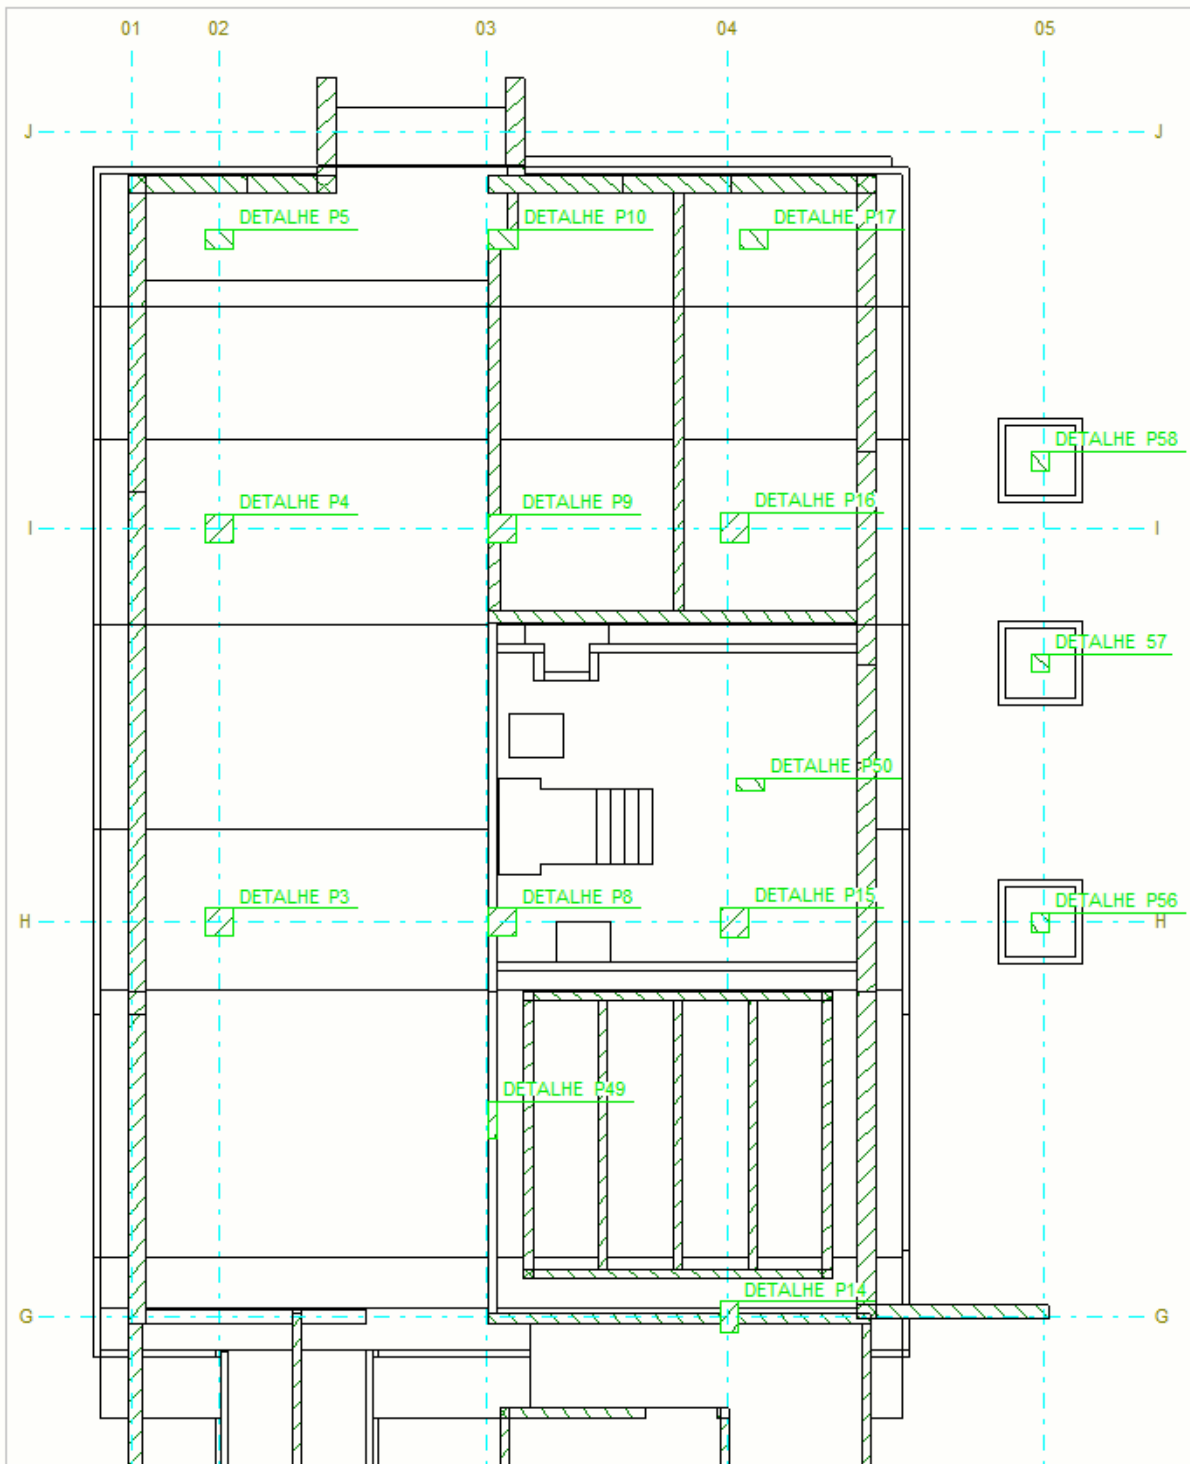 01 02 03 04 05
J J
DETALHE P5 DETALHE P10 DETALHE P17
DETALHE P58
DETALHE P4 DETALHE P9 DETALHE P16
I I
DETALHE 57
DETALHE P50
DETALHE P3 DETALHE P8 DETALHE P15 DETALHE P56
H H
DETALHE P49
DETALHE P14
G G